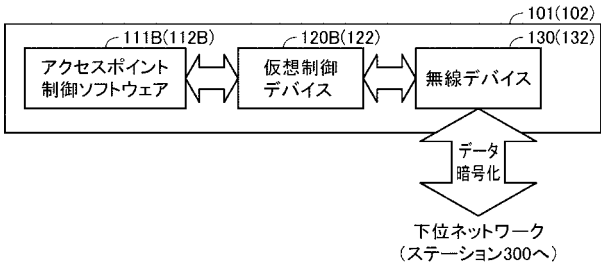 101(102)
111B(112B)
120B(122)
130(132)
アクセスポイント
制御ソフトウェア
仮想制御
デバイス
無線デバイス
データ
暗号化
下位ネットワーク
(ステーション300へ)